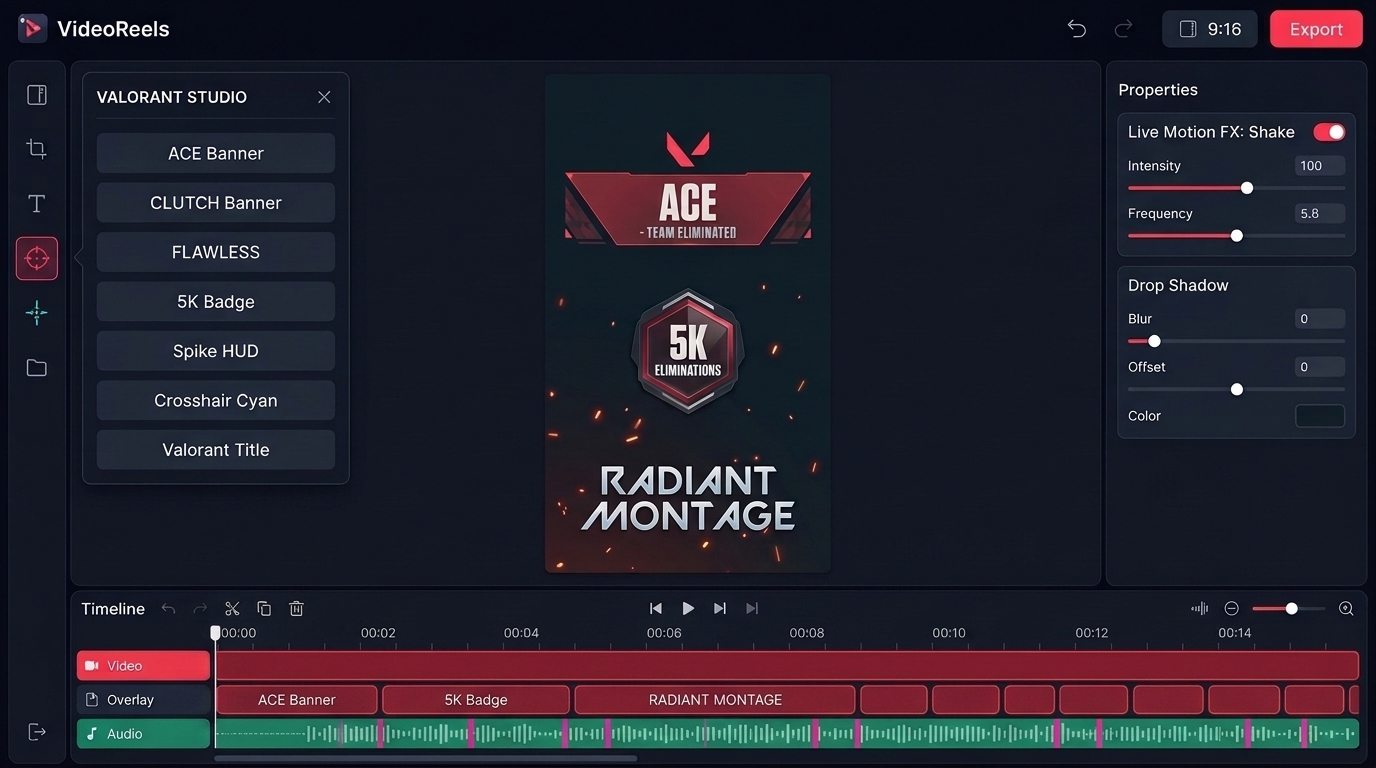 VideoReels
9:16
Export
VALORANT STUDIO
ACE Banner
CLUTCH Banner
FLAWLESS
5K Badge
Spike HUD
Crosshair Cyan
Valorant Title
ACE
- TEAM ELIMINATED
5K
ELIMINATIONS
RADIANT
MONTAGE
Properties
Live Motion FX: Shake
Intensity
100
Frequency
5.8
Drop Shadow
Blur
0
Offset
0
Color
Timeline
00:00
00:02
00:04
00:06
00:08
00:10
00:12
00:14
Video
Overlay
ACE Banner
5K Badge
RADIANT MONTAGE
Audio